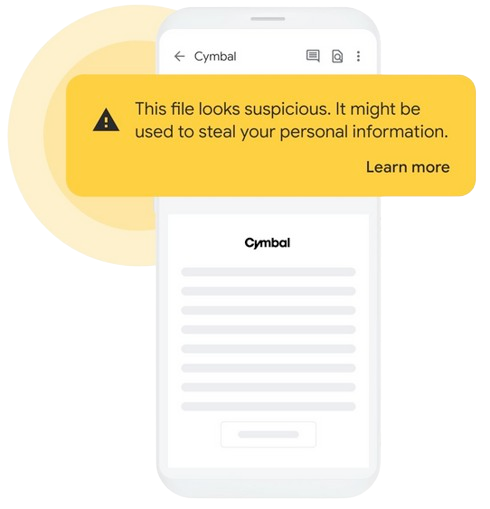 Cymbal
This file looks suspicious. It might be
used to steal your personal information.
Learn more
Cymbal